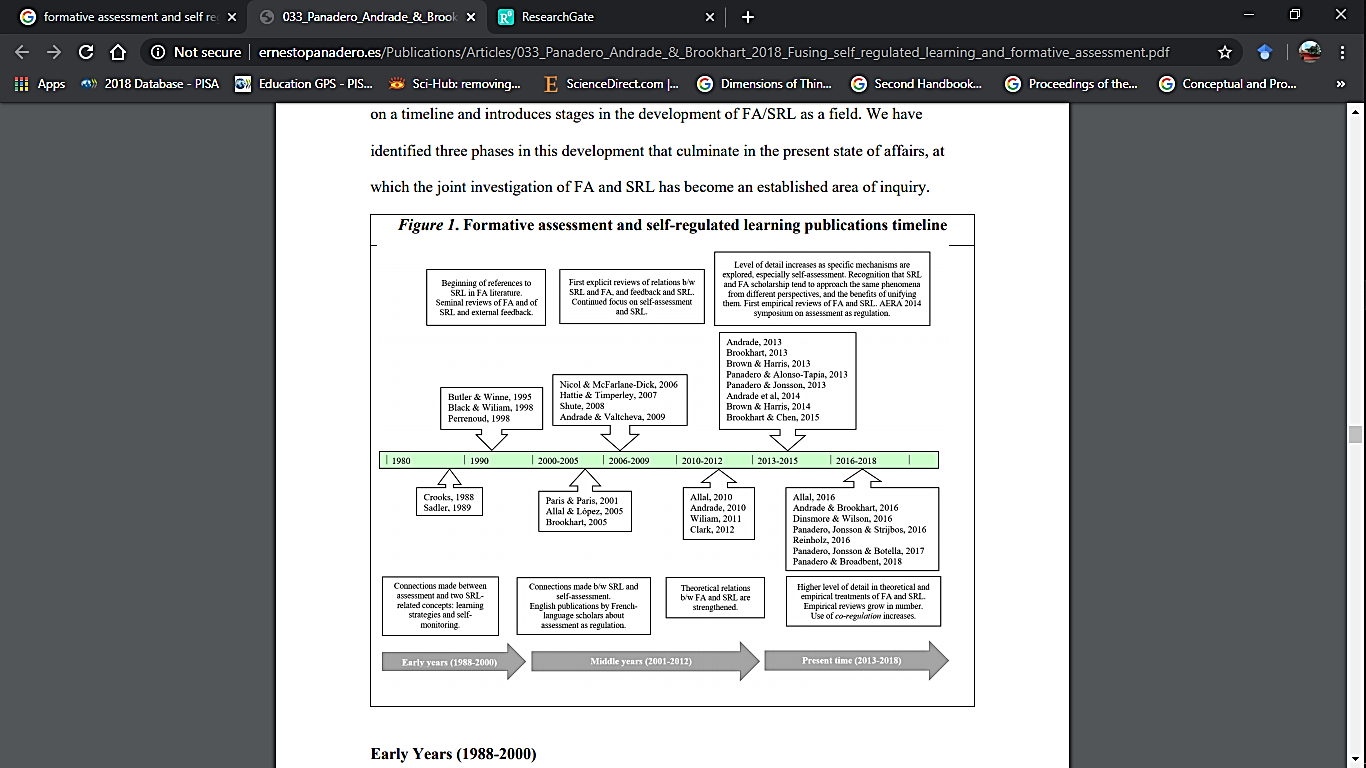 formative assessment and self re
033_Panadero_Andrade_&_Brook
ResearchGate
Not secure | ernestopanadero.es/Publications/Articles/033_Panadero_Andrade_&_Brookhart_2018_Fusing_self_regulated_learning_and_formative_assessment.pdf
Apps
2018 Database - PISA
Education GPS - PIS...
Sci-Hub: removing...
ScienceDirect.com |...
Dimensions of Thin...
Second Handbook...
Proceedings of the...
Conceptual and Pro...
»
on a timeline and introduces stages in the development of FA/SRL as a field. We have
identified three phases in this development that culminate in the present state of affairs, at
which the joint investigation of FA and SRL has become an established area of inquiry.
Figure 1. Formative assessment and self-regulated learning publications timeline
Beginning of references to
SRL in FA literature.
Seminal reviews of FA and of
SRL and external feedback.
First explicit reviews of relations b/w
SRL and FA, and feedback and SRL.
Continued focus on self-assessment
and SRL.
Level of detail increases as specific mechanisms are
explored, especially self-assessment. Recognition that SRL
and FA scholarship tend to approach the same phenomena
from different perspectives, and the benefits of unifying
them. First empirical reviews of FA and SRL. AERA 2014
symposium on assessment as regulation.
Butler & Winne, 1995
Black & Wiliam, 1998
Perrenoud, 1998
Nicol & McFarlane-Dick, 2006
Hattie & Timperley, 2007
Shute, 2008
Andrade & Valtcheva, 2009
Andrade, 2013
Brookhart, 2013
Brown & Harris, 2013
Panadero & Alonso-Tapia, 2013
Panadero & Jonsson, 2013
Andrade et al, 2014
Brown & Harris, 2014
Brookhart & Chen, 2015
1980 1990 2000-2005 2006-2009 2010-2012 2013-2015 2016-2018
Crooks, 1988
Sadler, 1989
Paris & Paris, 2001
Allal & López, 2005
Brookhart, 2005
Allal, 2010
Andrade, 2010
Wiliam, 2011
Clark, 2012
Allal, 2016
Andrade & Brookhart, 2016
Dinsmore & Wilson, 2016
Panadero, Jonsson & Strijbos, 2016
Reinholz, 2016
Panadero, Jonsson & Botella, 2017
Panadero & Broadbent, 2018
Connections made between
assessment and two SRL-
related concepts: learning
strategies and self-
monitoring.
Connections made b/w SRL and
self-assessment.
English publications by French-
language scholars about
assessment as regulation.
Theoretical relations
b/w FA and SRL are
strengthened.
Higher level of detail in theoretical and
empirical treatments of FA and SRL.
Empirical reviews grow in number.
Use of co-regulation increases.
Early years (1988-2000)
Middle years (2001-2012)
Present time (2013-2018)
Early Years (1988-2000)